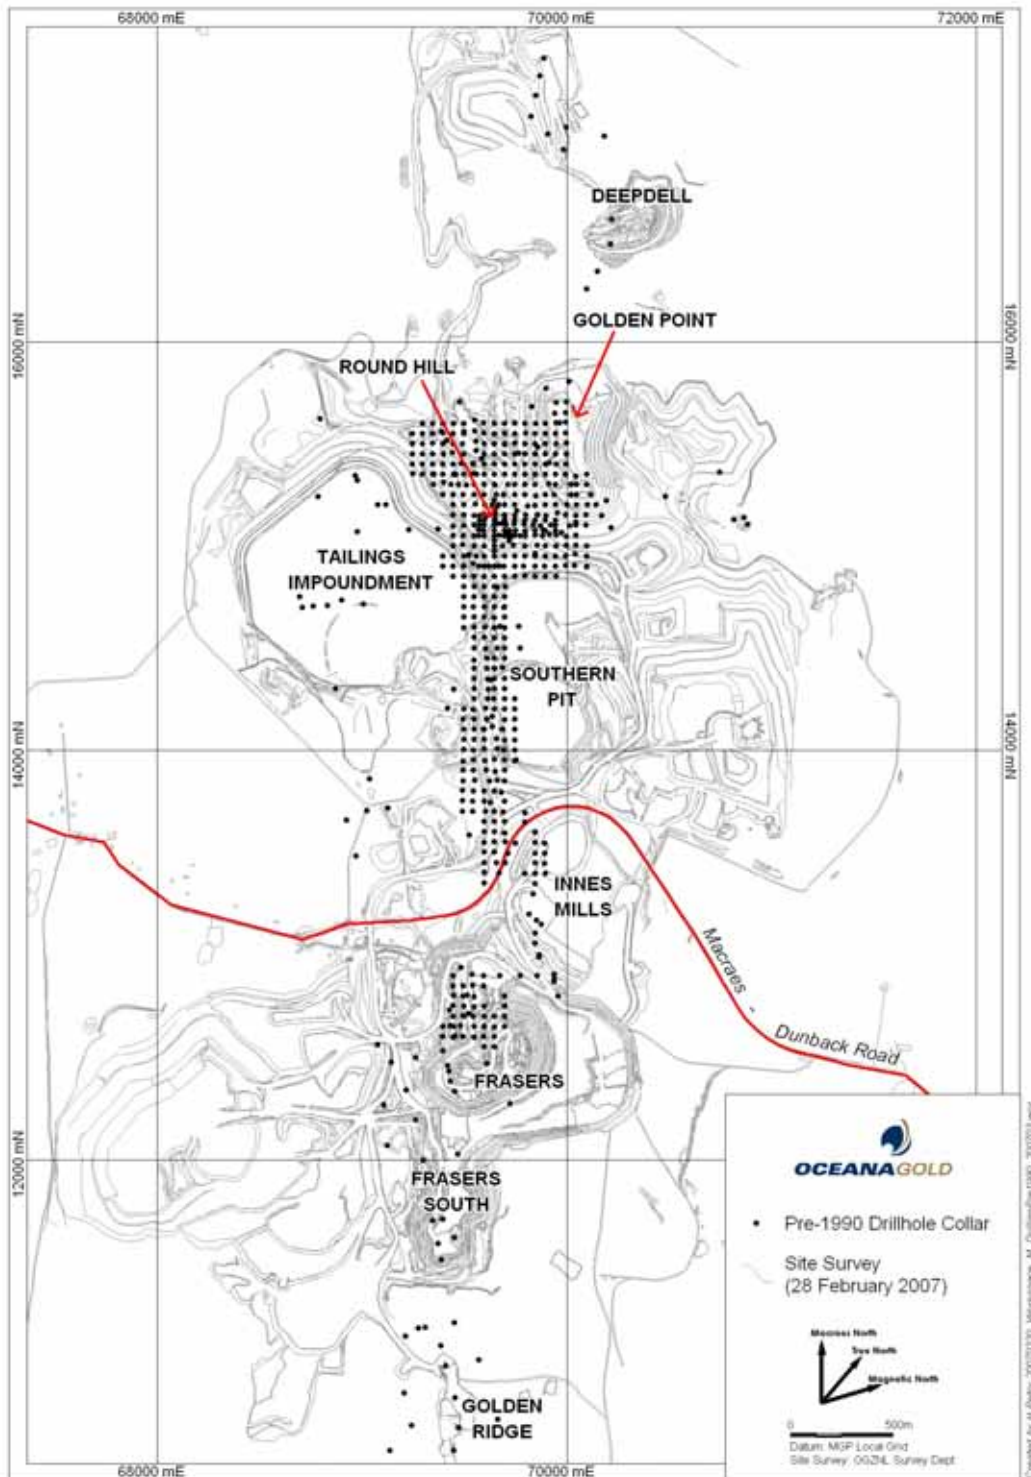 68000 mE
70000 mE
72000 mE
DEEPDELL
GOLDEN POINT
16000 mN
16000 mN
ROUND HILL
TAILINGS
IMPOUNDMENT
SOUTHERN
PIT
14000 mN
14000 mN
INNES
MILLS
Macraes
Dunback Road
FRASERS
12000 mN
FRASERS
SOUTH
OCEANAGOLD
Pre-1990 Drillhole Collar
Site Survey
(28 February 2007)
Macraes North
True North
Magnetic North
0
500m
Datum: MGP Local Grid
Site Survey: OGZNL Survey Dept
GOLDEN
RIDGE
68000 mE
70000 mE